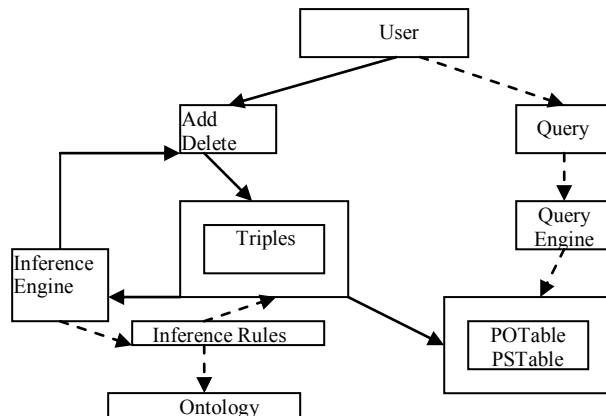 User
Add
Delete
Query
Triples
Query
Engine
Inference
Engine
Inference Rules
POTable
PSTable
Ontology